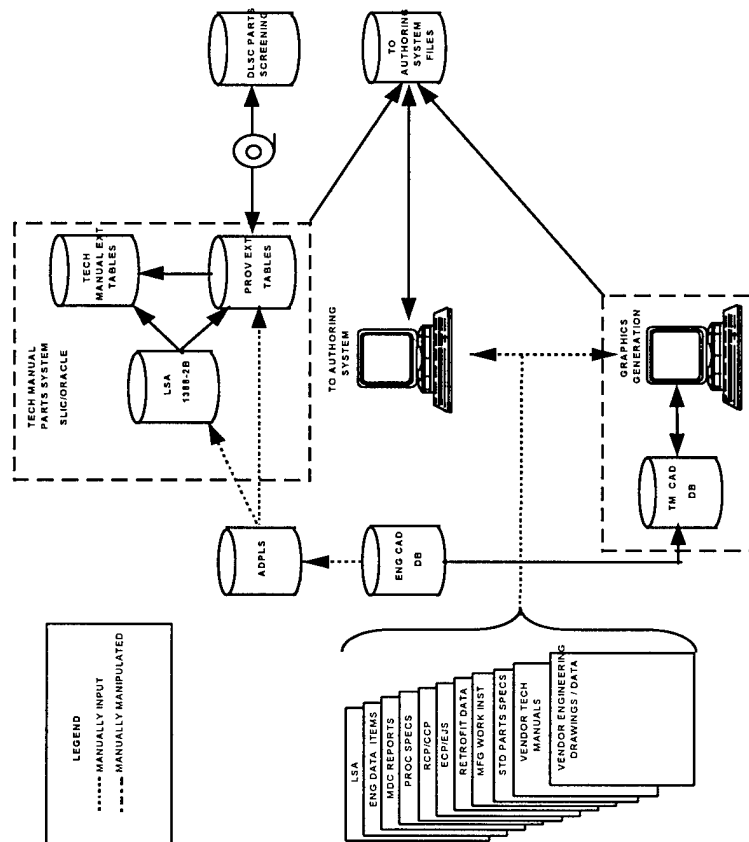 LEGEND
MANUALLY INPUT
MANUALLY MANIPULATED
LSA
ENG DATA ITEMS
MDC REPORTS
PROC SPECS
RCP/CCP
ECP/EJS
RETROFIT DATA
MFG WORK INST
STD PARTS SPECS
VENDOR TECH
MANUALS
VENDOR ENGINEERING
DRAWINGS / DATA
ADPLS
ENG CAD
DB
TECH MANUAL
PARTS SYSTEM
SLIC/ORACLE
LSA
1388-2B
TECH
MANUAL EXT
TABLES
PROV EXT
TABLES
TO AUTHORING
SYSTEM
TM CAD
DB
GRAPHICS
GENERATION
DLSC PARTS
SCREENING
TO
AUTHORING
SYSTEM
FILES